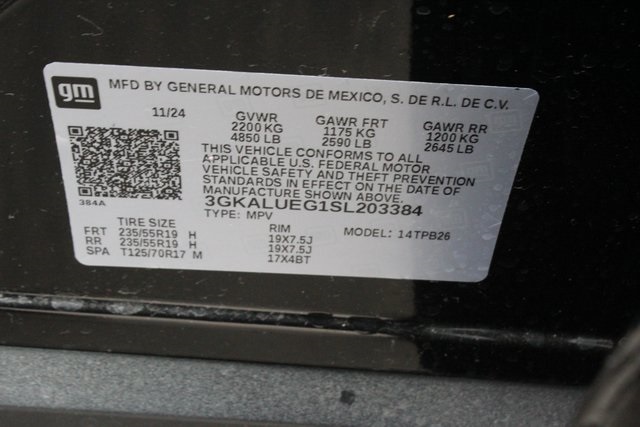 gm MFD BY GENERAL MOTORS DE MEXICO, S. DE R.L. DE C.V.
11/24 GVWR GAWR FRT GAWR RR
2200 KG 1175 KG 1200 KG
4850 LB 2590 LB 2645 LB
THIS VEHICLE CONFORMS TO ALL
APPLICABLE U.S. FEDERAL MOTOR
VEHICLE SAFETY AND THEFT PREVENTION
STANDARDS IN EFFECT ON THE DATE OF
MANUFACTURE SHOWN ABOVE.
384A 3GKALUEG1SL203384
TYPE: MPV
TIRE SIZE RIM MODEL: 14TPB26
FRT 235/55R19 H 19X7.5J
RR 235/55R19 H 19X7.5J
SPA T125/70R17 M 17X4BT